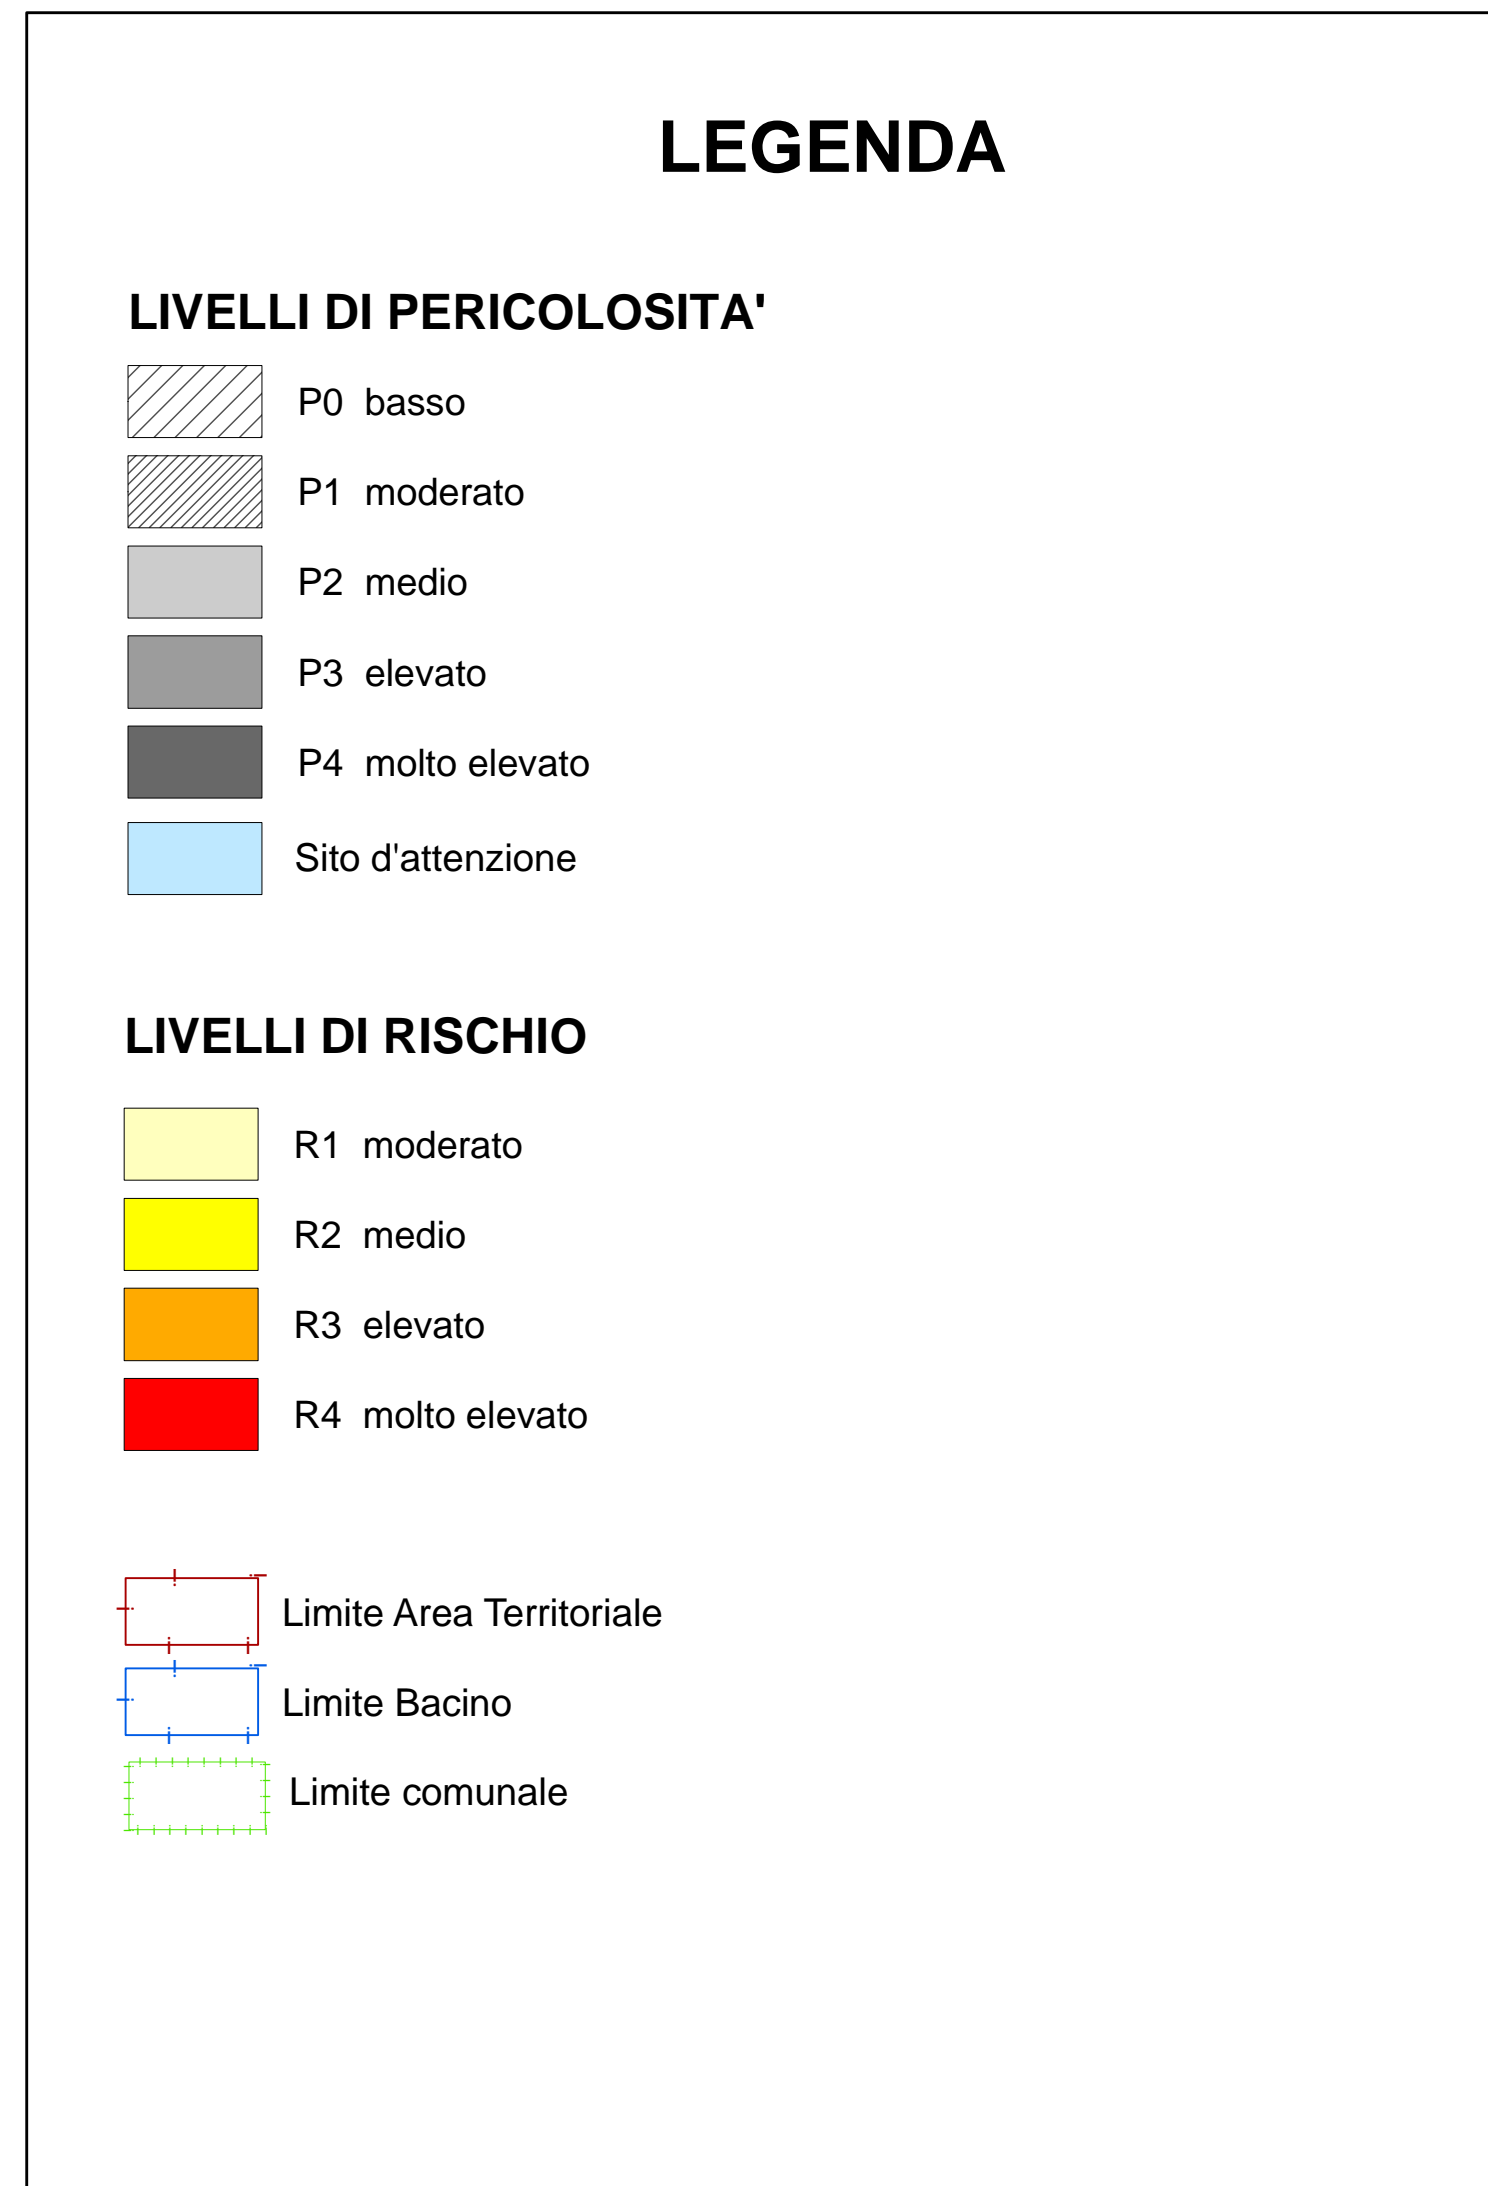 LEGENDA
LIVELLI DI PERICOLOSITA'
P0 basso
P1 moderato
P2 medio
P3 elevato
P4 molto elevato
Sito d'attenzione
LIVELLI DI RISCHIO
R1 moderato
R2 medio
R3 elevato
R4 molto elevato
Limite Area Territoriale
Limite Bacino
Limite comunale